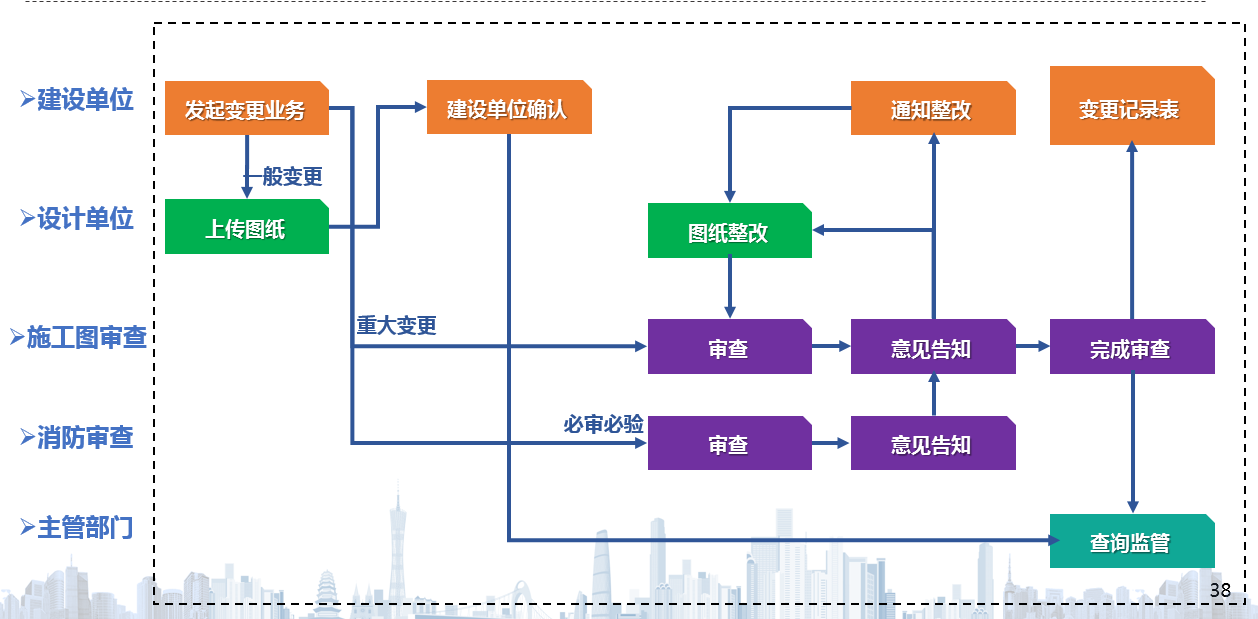 建设单位
发起变更业务
建设单位确认
通知整改
变更记录表
一般变更
设计单位
上传图纸
图纸整改
施工图审查
重大变更
审查
意见告知
完成审查
消防审查
必审必验
审查
意见告知
主管部门
查询监管
38